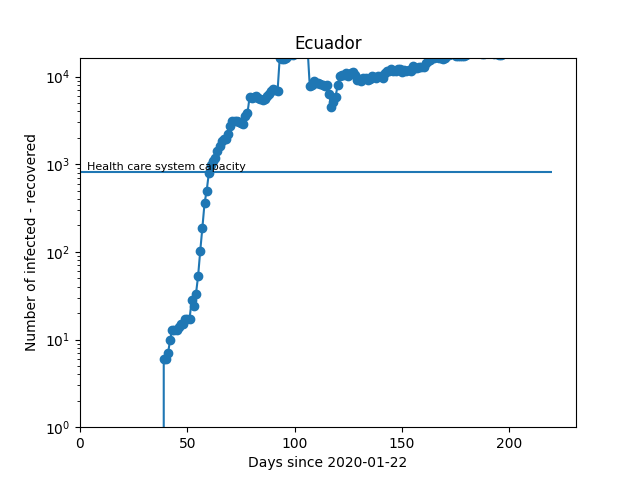 Ecuador
Number of infected - recovered
10^4
10^3
10^2
10^1
10^0
Health care system capacity
0 50 100 150 200
Days since 2020-01-22